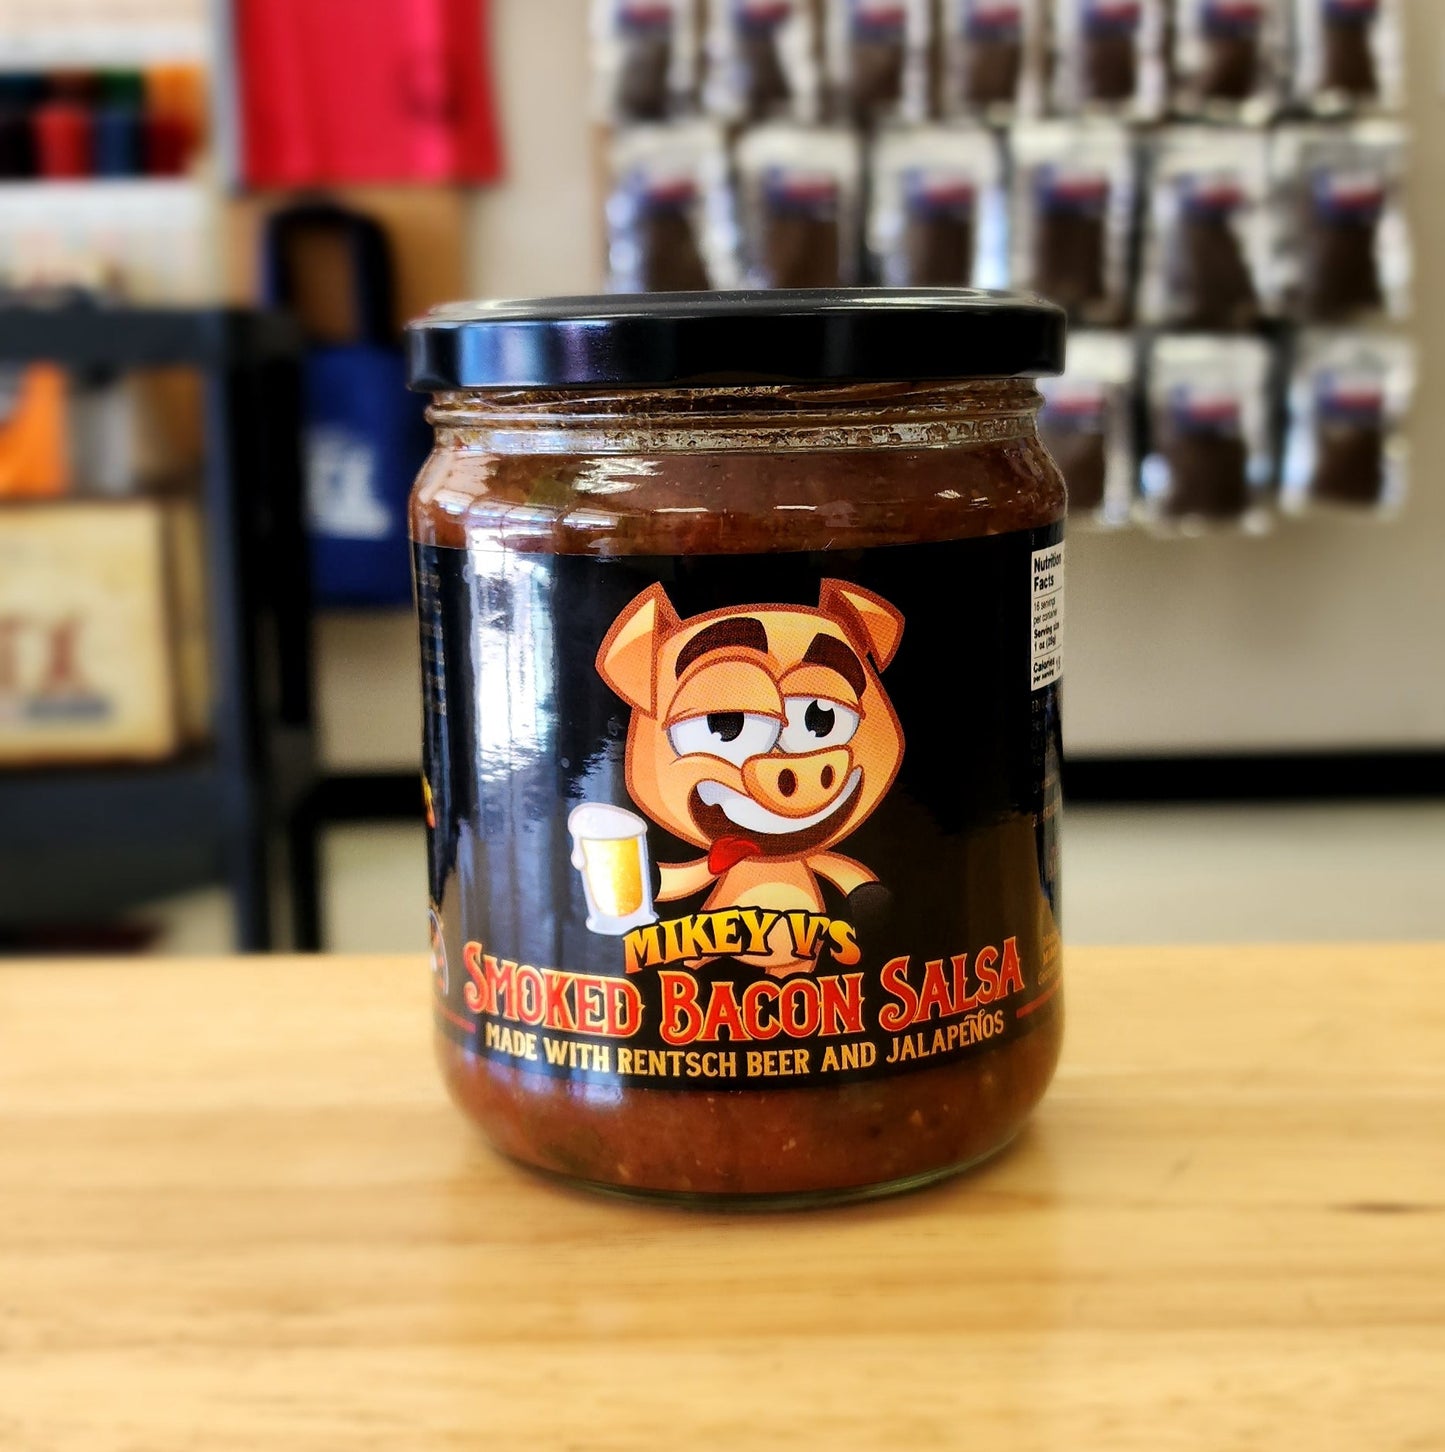 Nutrition
Facts
16 servings
per container
Serving size
1 oz (28g)
Calories
per serving
MIKEY V'S
SMOKED BACON SALSA
MADE WITH RENTSCH BEER AND JALAPEÑOS